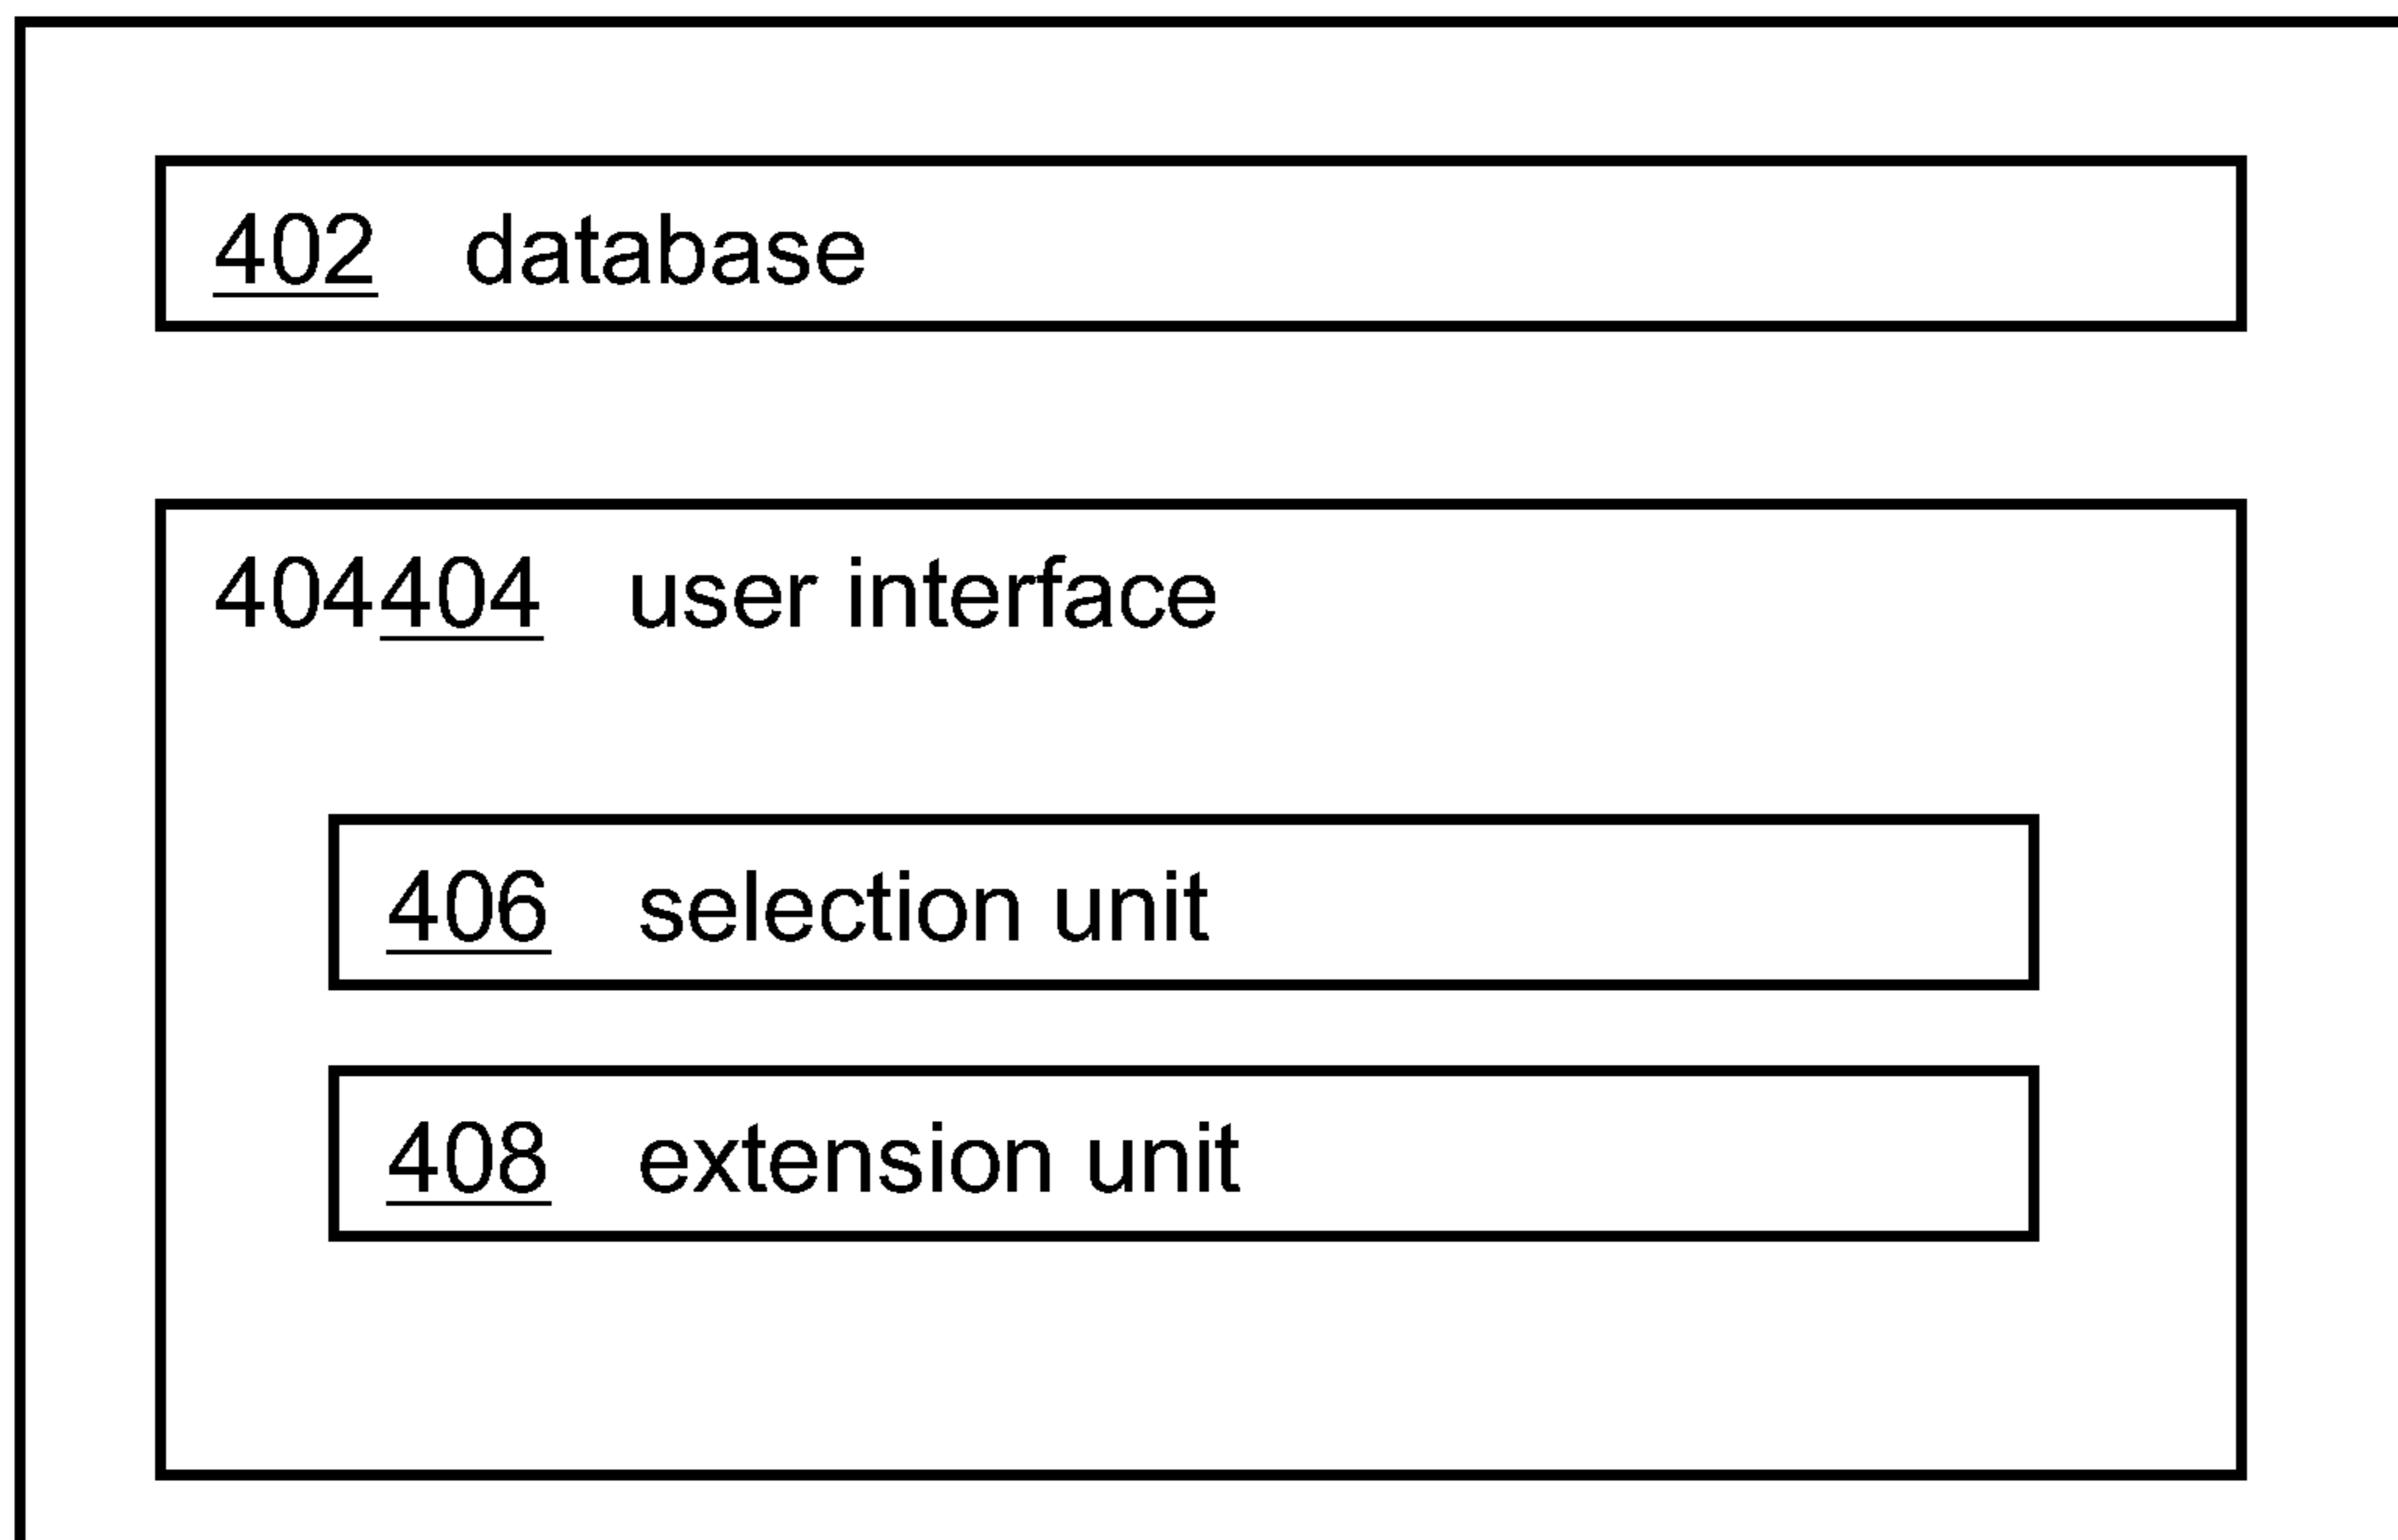 402 database
404404 user interface
406 selection unit
408 extension unit